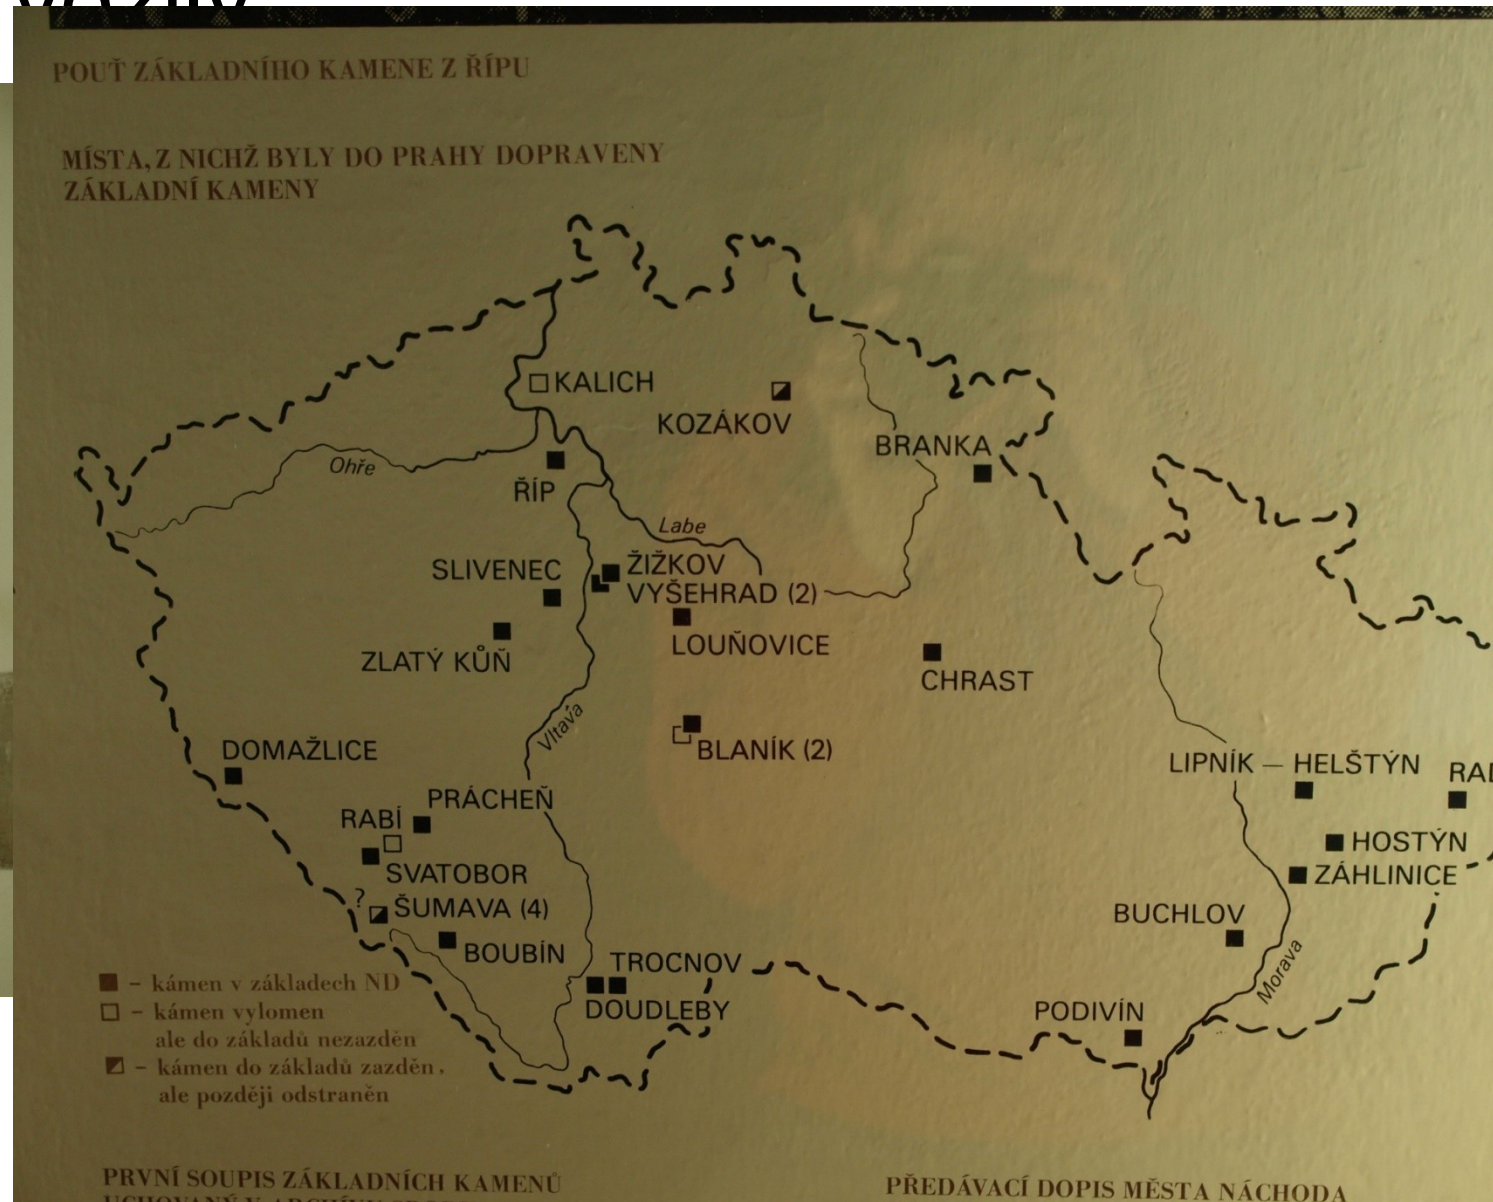 POUŤ ZÁKLADNÍHO KAMENE Z ŘÍPU
MÍSTA, Z NICHŽ BYLY DO PRAHY DOPRAVENY
ZÁKLADNÍ KAMENY
KALICH
KOZÁKOV
BRANKA
Ohře
ŘÍP
Labe
SLIVENEC
ŽIŽKOV
VYŠEHRAD (2)
LOUŇOVICE
ZLATÝ KŮŇ
CHRAST
Vltava
BLANÍK (2)
DOMAŽLICE
LIPNÍK – HELŠTÝN
PRÁCHEŇ
RABÍ
HOSTÝN
SVATOBOR
ZÁHLINICE
? ŠUMAVA (4)
BUCHLOV
BOUBÍN
TROCNOV
Morava
DOUDLEBY
PODIVÍN
– kámen v základech ND
– kámen vylomen
ale do základů nezazděn
– kámen do základů zazděn,
ale později odstraněn
PRVNÍ SOUPIS ZÁKLADNÍCH KAMENŮ
PŘEDÁVACÍ DOPIS MĚSTA NÁCHODA